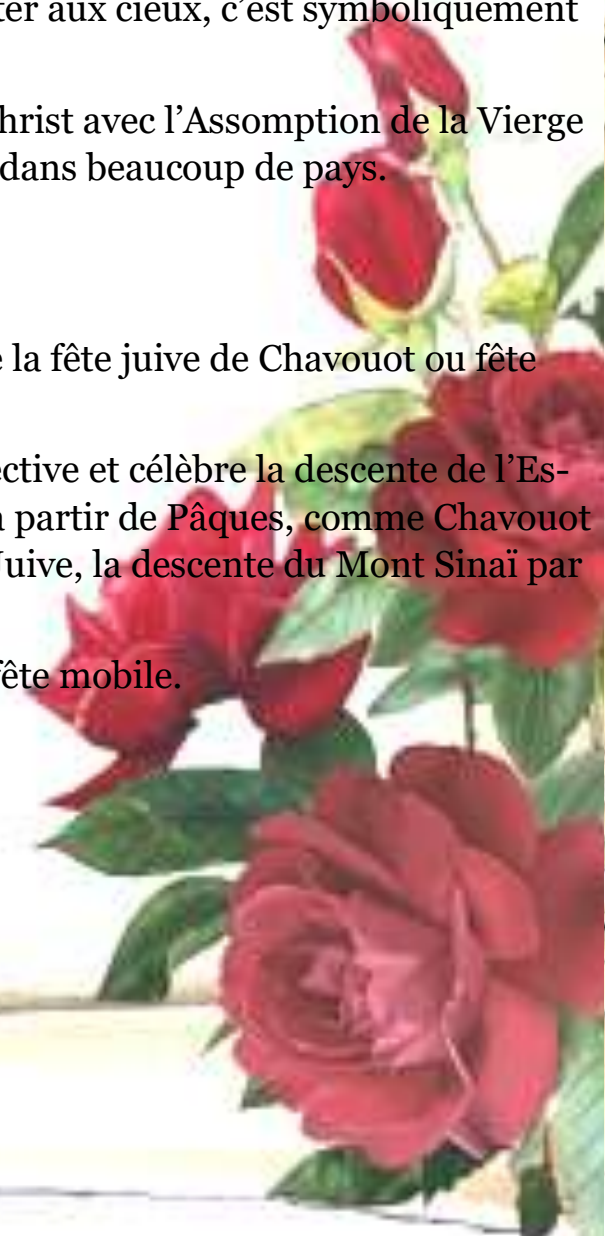 ter aux cieux, c’est symboliquement
hrist avec l’Assomption de la Vierge
dans beaucoup de pays.
e la fête juive de Chavouot ou fête
ective et célèbre la descente de l’Es-
à partir de Pâques, comme Chavouot
Juive, la descente du Mont Sinaï par
fête mobile.